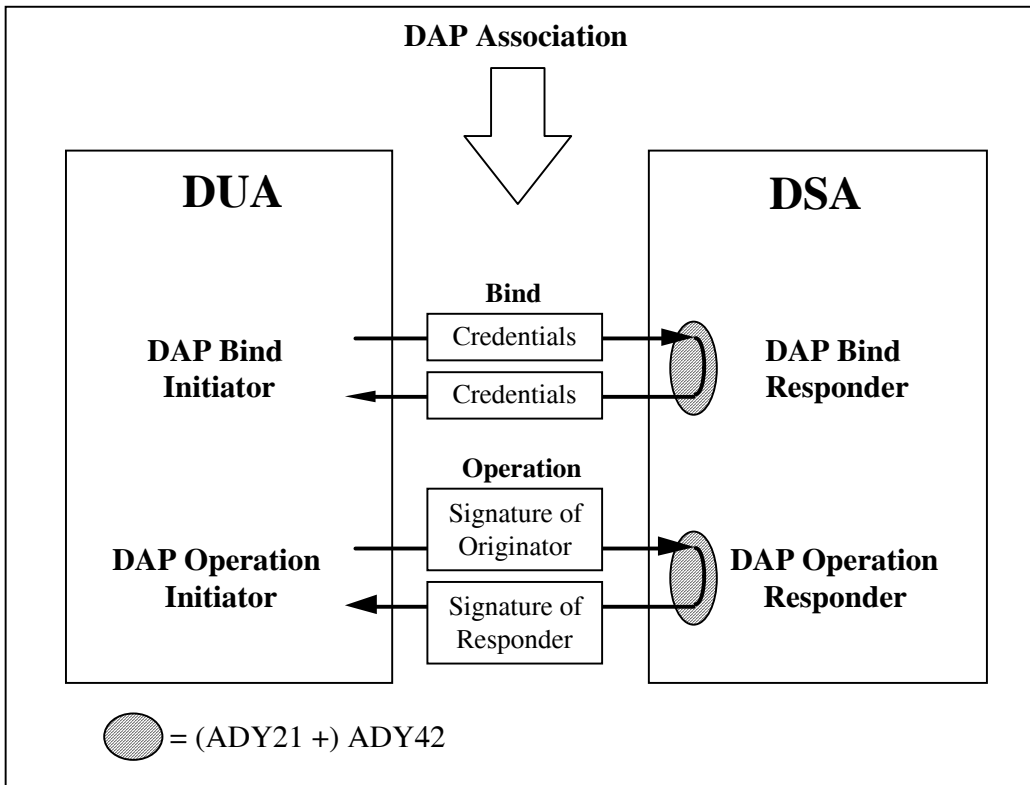 DAP Association
DUA
DSA
Bind
Credentials
DAP Bind
Initiator
DAP Bind
Responder
Credentials
Operation
Signature of
Originator
DAP Operation
Initiator
DAP Operation
Responder
Signature of
Responder
= (ADY21 +) ADY42